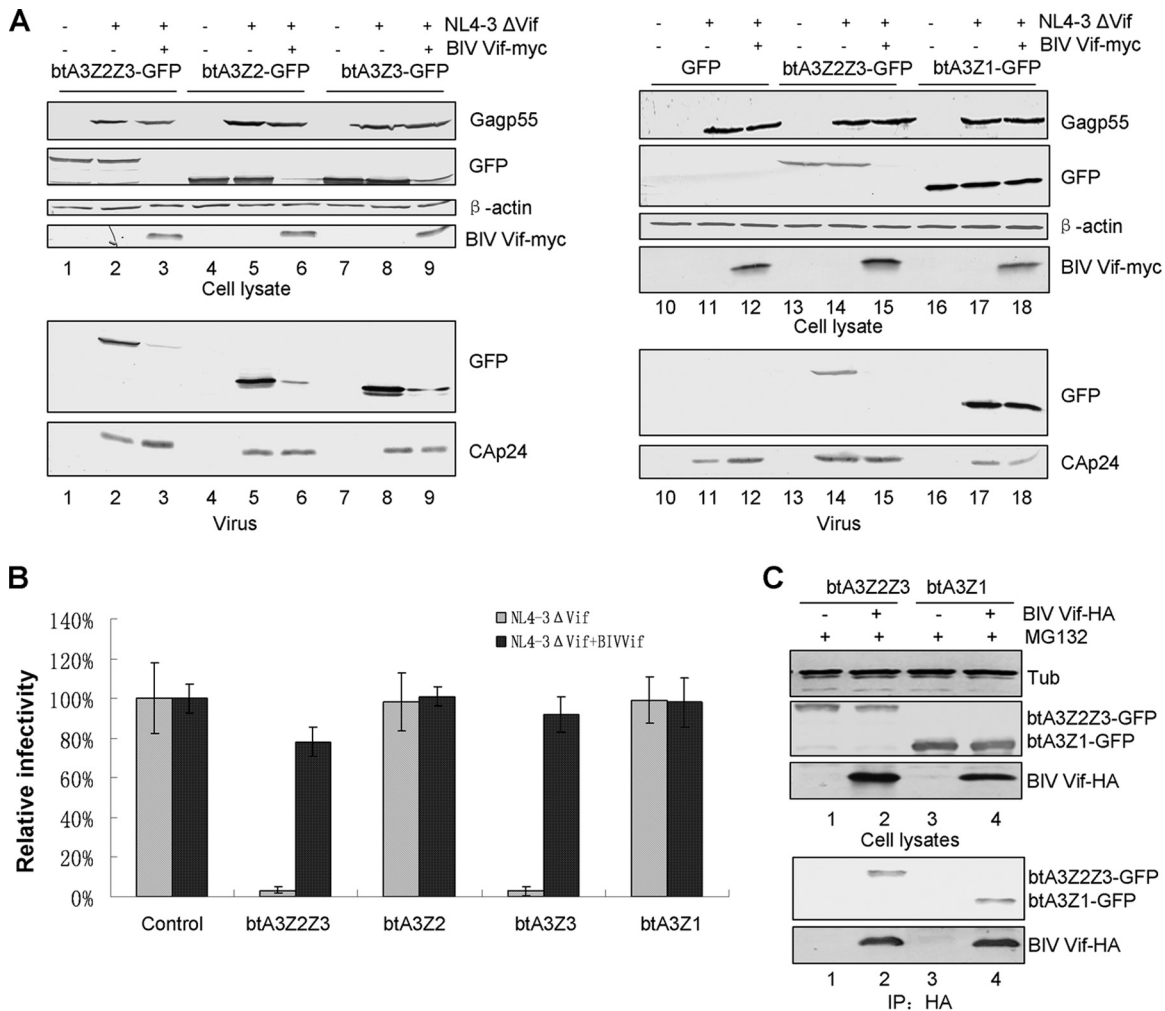 A
- + + - + + - + + NL4-3 ΔVif
- - + - - + - - + BIV Vif-myc
btA3Z2Z3-GFP btA3Z2-GFP btA3Z3-GFP
Gagp55
GFP
β-actin
BIV Vif-myc
1 2 3 4 5 6 7 8 9
Cell lysate
GFP
CAp24
1 2 3 4 5 6 7 8 9
Virus
- + + - + + - + + NL4-3 ΔVif
- - + - - + - - + BIV Vif-myc
GFP btA3Z2Z3-GFP btA3Z1-GFP
Gagp55
GFP
β-actin
BIV Vif-myc
10 11 12 13 14 15 16 17 18
Cell lysate
GFP
CAp24
10 11 12 13 14 15 16 17 18
Virus
B
Relative infectivity
140%
120%
100%
80%
60%
40%
20%
0%
NL4-3ΔVif
NL4-3ΔVif+BIVVif
Control btA3Z2Z3 btA3Z2 btA3Z3 btA3Z1
C
btA3Z2Z3 btA3Z1
- + - + BIV Vif-HA
+ + + + MG132
Tub
btA3Z2Z3-GFP
btA3Z1-GFP
BIV Vif-HA
1 2 3 4
Cell lysates
btA3Z2Z3-GFP
btA3Z1-GFP
BIV Vif-HA
1 2 3 4
IP: HA